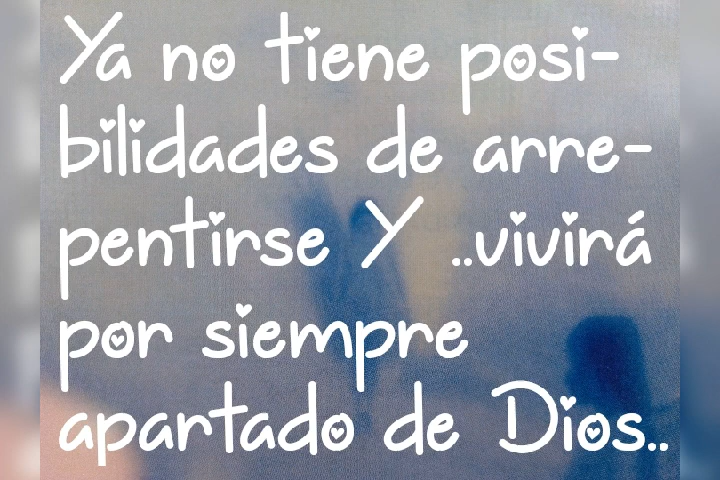 Ya no tiene posi-
bilidades de arre-
pentirse Y ..vivirá
por siempre
apartado de Dios..